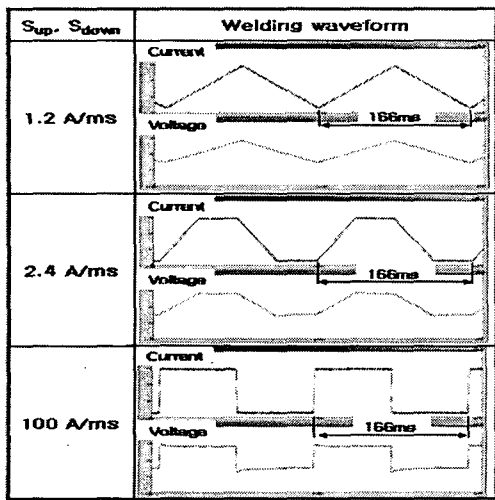 Sup, Sdown Welding waveform
1.2 A/ms
Current
166ms
Voltage
2.4 A/ms
Current
166ms
Voltage
100 A/ms
Current
166ms
Voltage